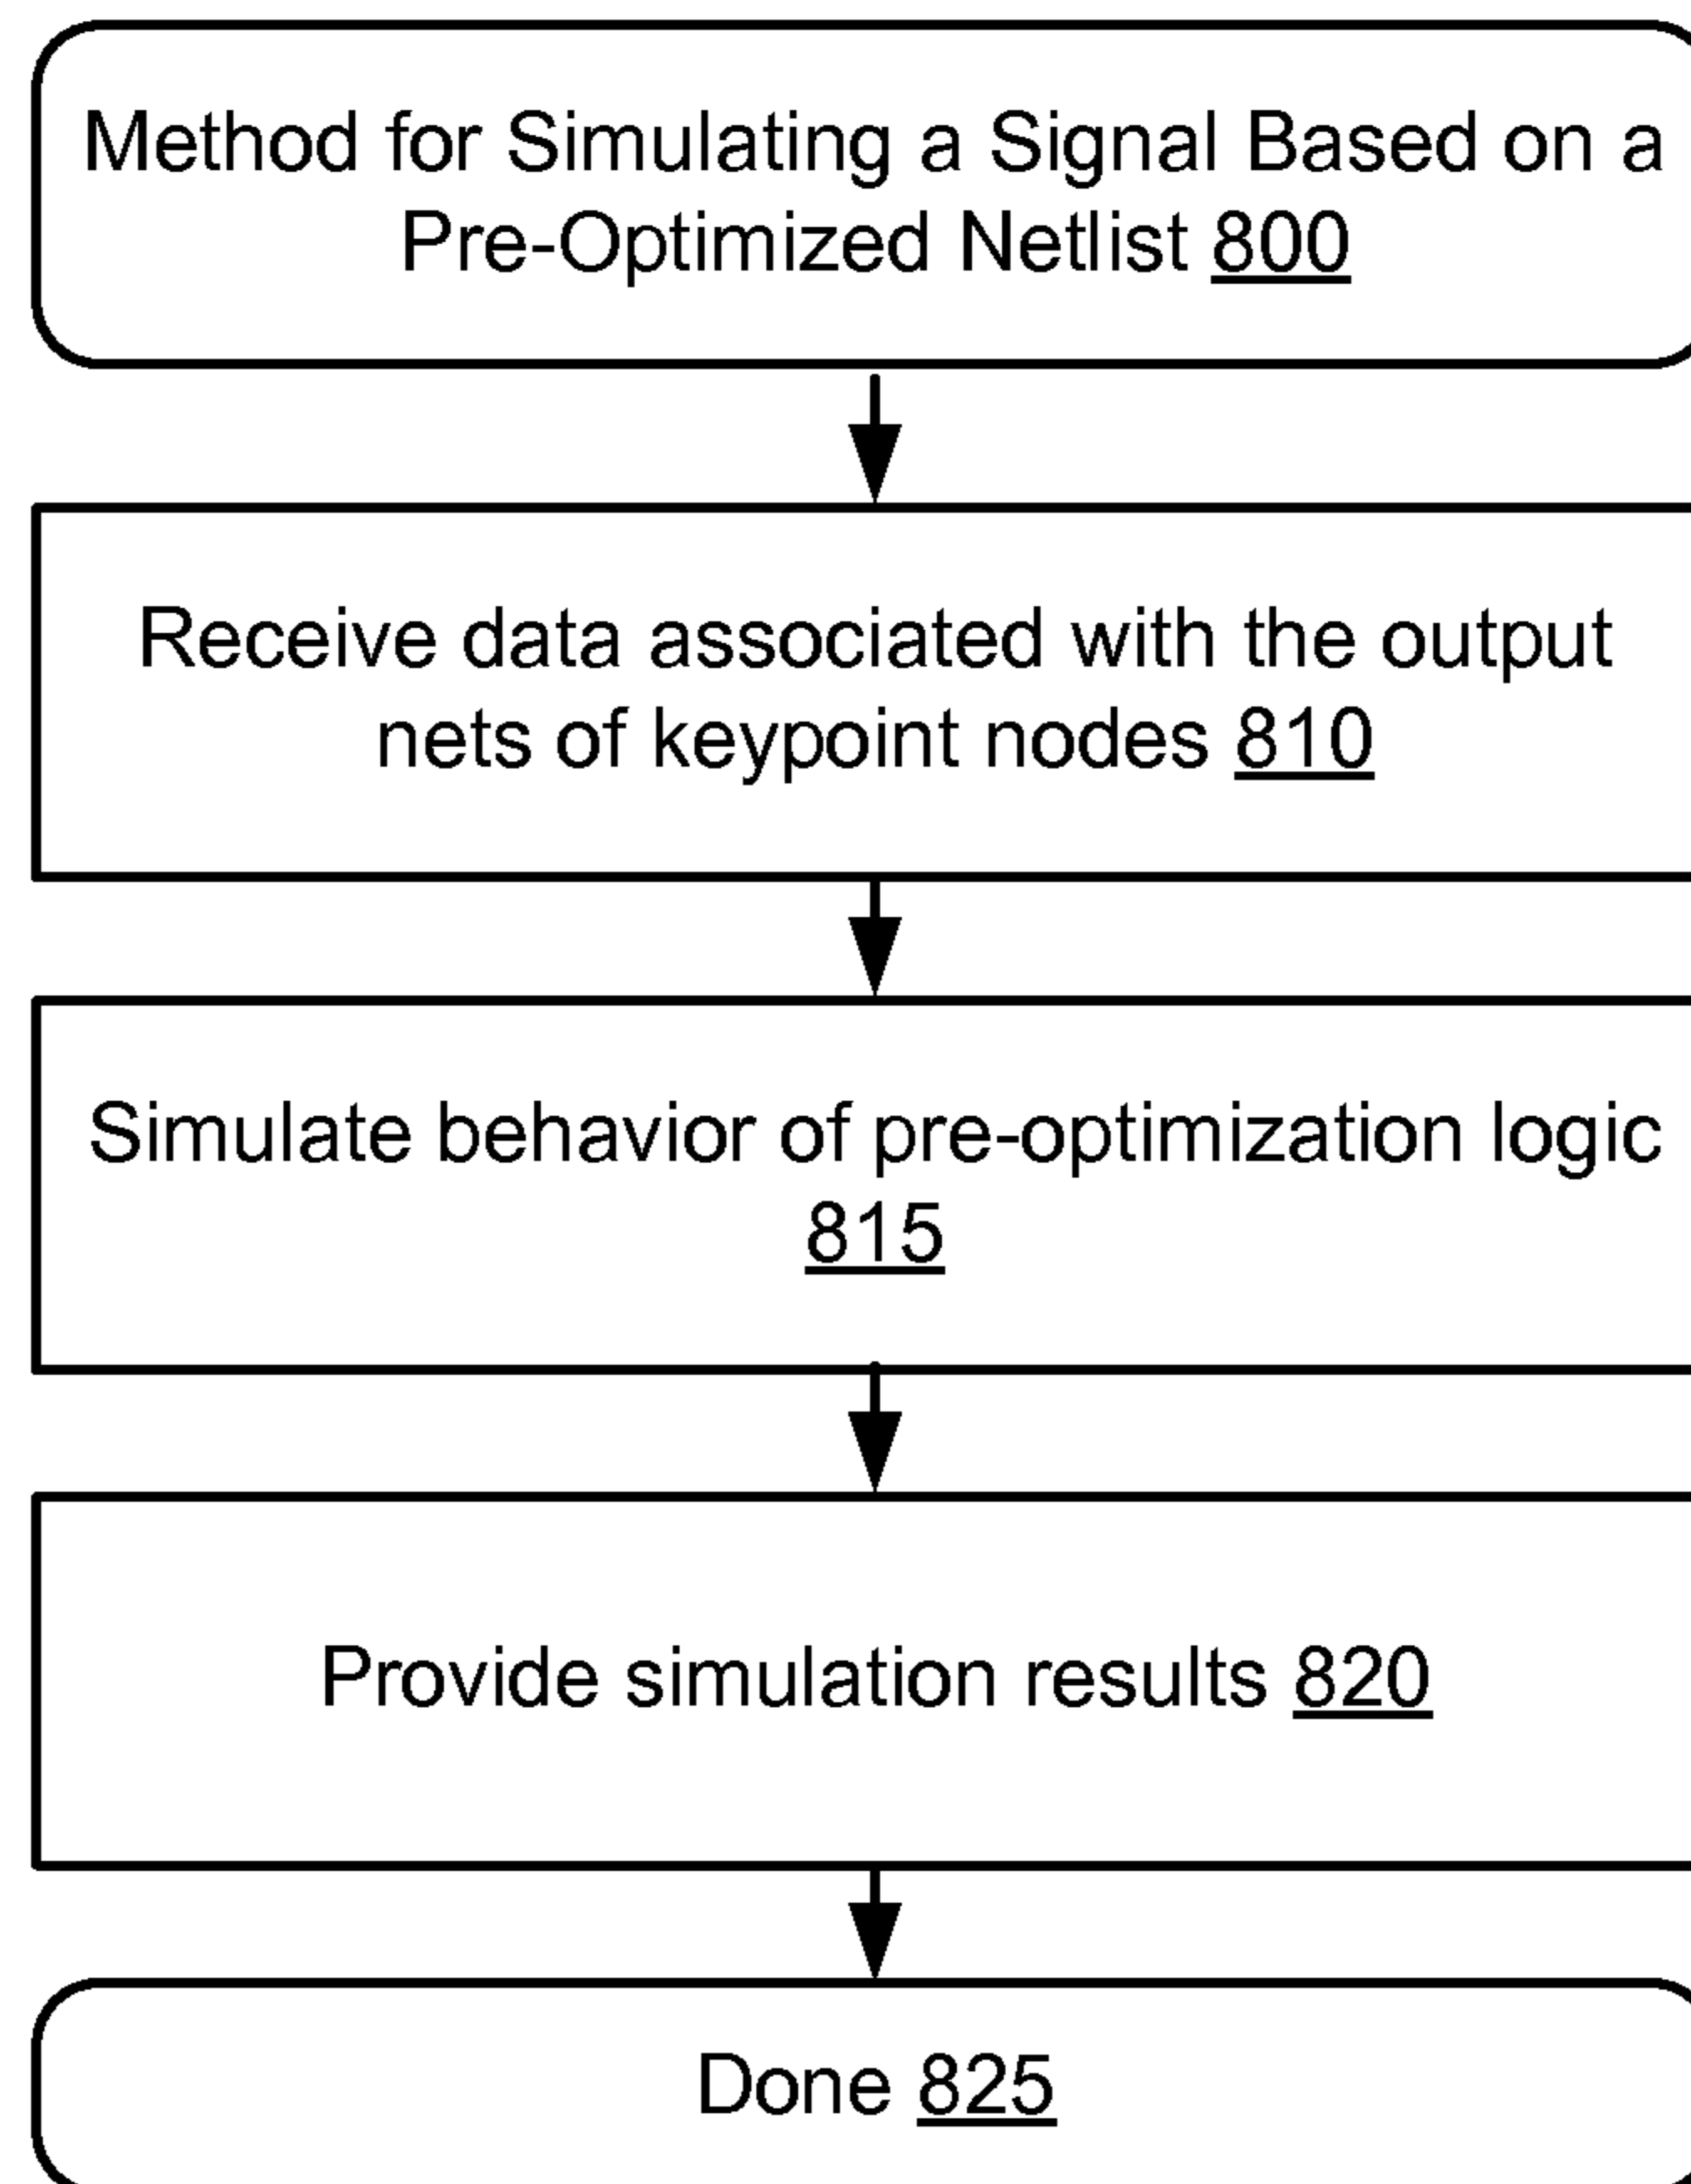 Method for Simulating a Signal Based on a
Pre-Optimized Netlist 800
Receive data associated with the output
nets of keypoint nodes 810
Simulate behavior of pre-optimization logic
815
Provide simulation results 820
Done 825